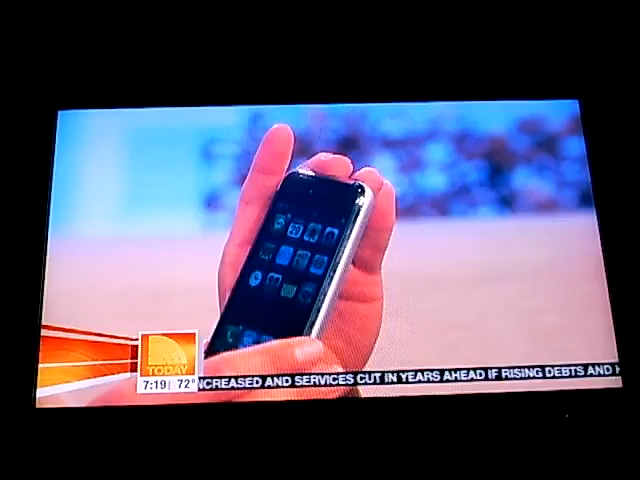 TODAY
7:19 72°
NCREASED AND SERVICES CUT IN YEARS AHEAD IF RISING DEBTS AND